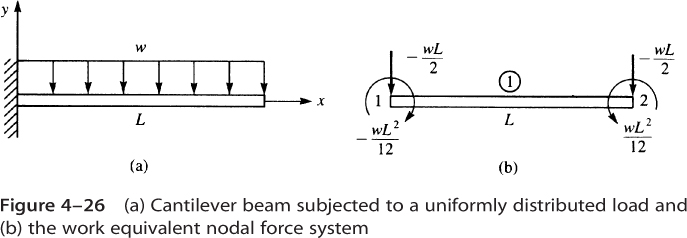 y
w
x
L
(a)
-wL/2
-wL/2
1
1
2
L
-wL²/12
wL²/12
(b)
Figure 4–26 (a) Cantilever beam subjected to a uniformly distributed load and
(b) the work equivalent nodal force system